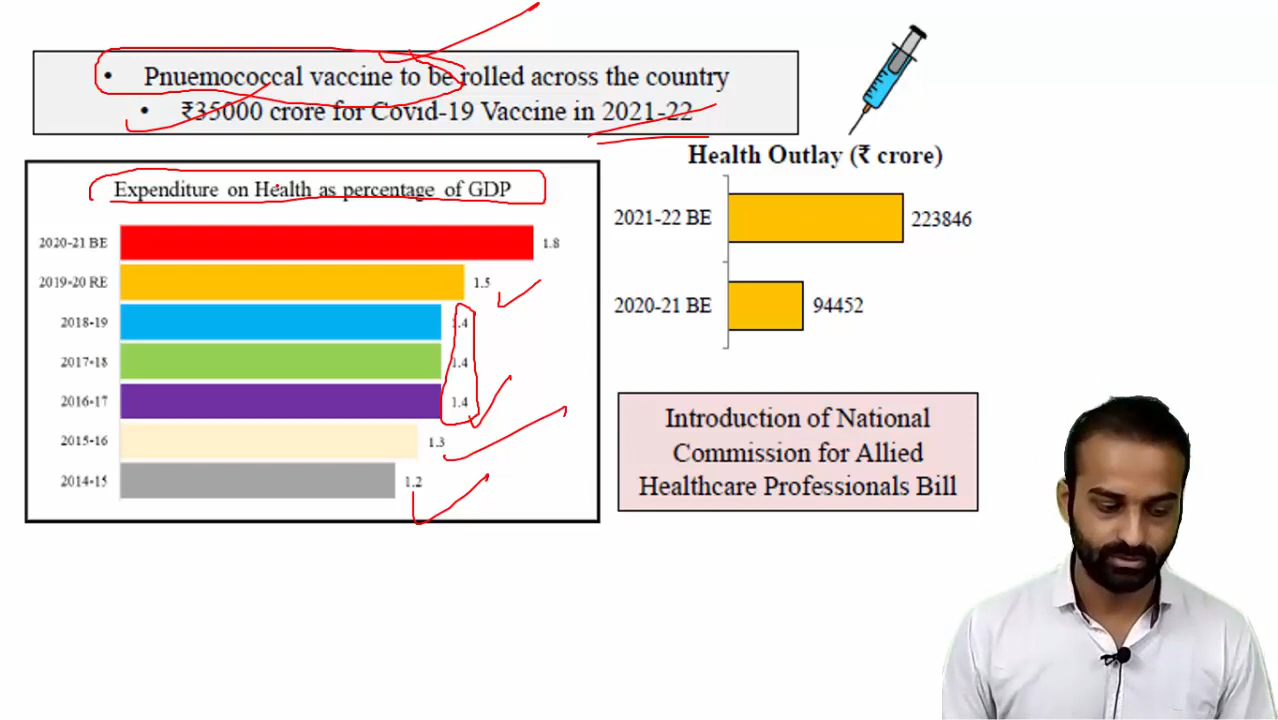 • Pnuemococcal vaccine to be rolled across the country
• ₹35000 crore for Covid-19 Vaccine in 2021-22
Expenditure on Health as percentage of GDP
2020-21 BE 1.8
2019-20 RE 1.5
2018-19 1.4
2017-18 1.4
2016-17 1.4
2015-16 1.3
2014-15 1.2
Health Outlay (₹ crore)
2021-22 BE 223846
2020-21 BE 94452
Introduction of National
Commission for Allied
Healthcare Professionals Bill